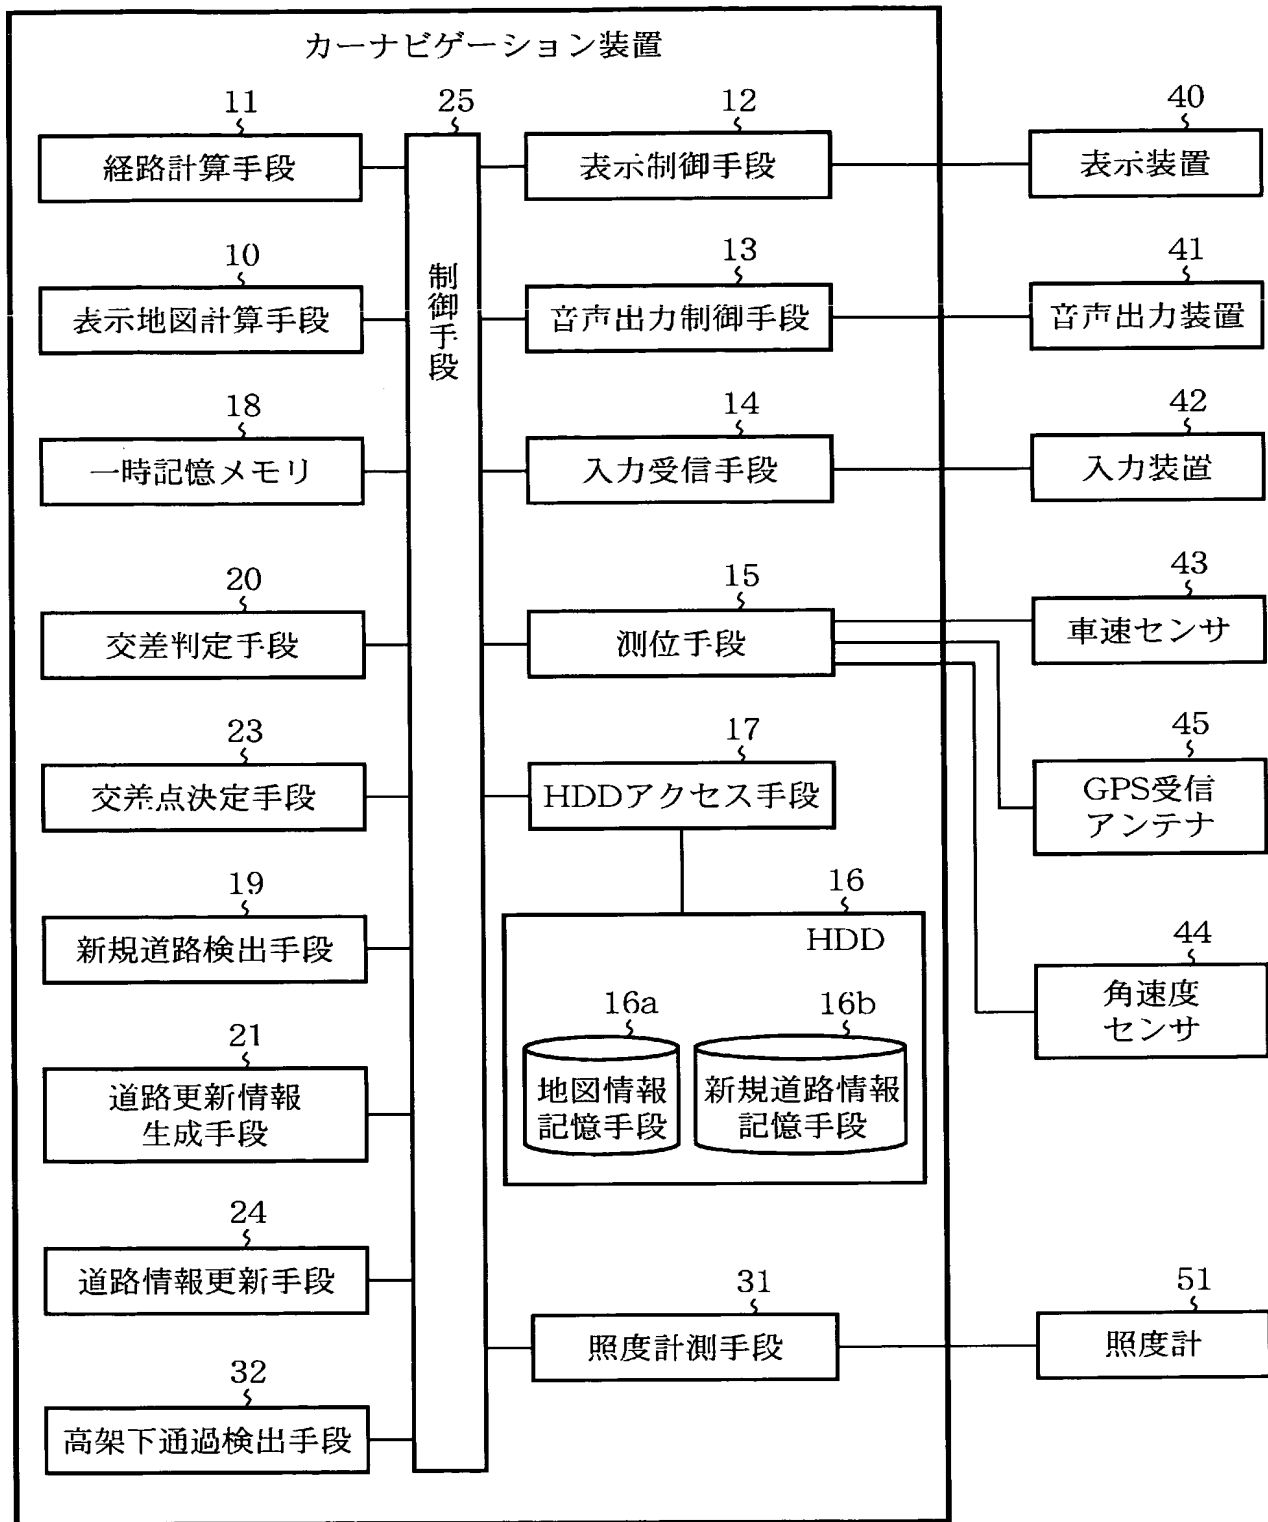 カーナビゲーション装置
11
25
12
40
経路計算手段
表示制御手段
表示装置
10
制御手段
13
41
表示地図計算手段
音声出力制御手段
音声出力装置
18
14
42
一時記憶メモリ
入力受信手段
入力装置
20
15
43
交差判定手段
測位手段
車速センサ
23
17
45
交差点決定手段
HDDアクセス手段
GPS受信
アンテナ
19
16
44
新規道路検出手段
HDD
角速度
センサ
16a
16b
21
地図情報
記憶手段
新規道路情報
記憶手段
道路更新情報
生成手段
24
道路情報更新手段
31
51
照度計測手段
照度計
32
高架下通過検出手段